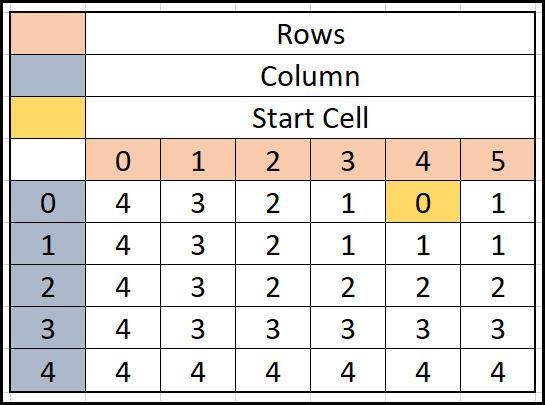 Rows
Column
Start Cell
0 1 2 3 4 5
0 4 3 2 1 0 1
1 4 3 2 1 1 1
2 4 3 2 2 2 2
3 4 3 3 3 3 3
4 4 4 4 4 4 4